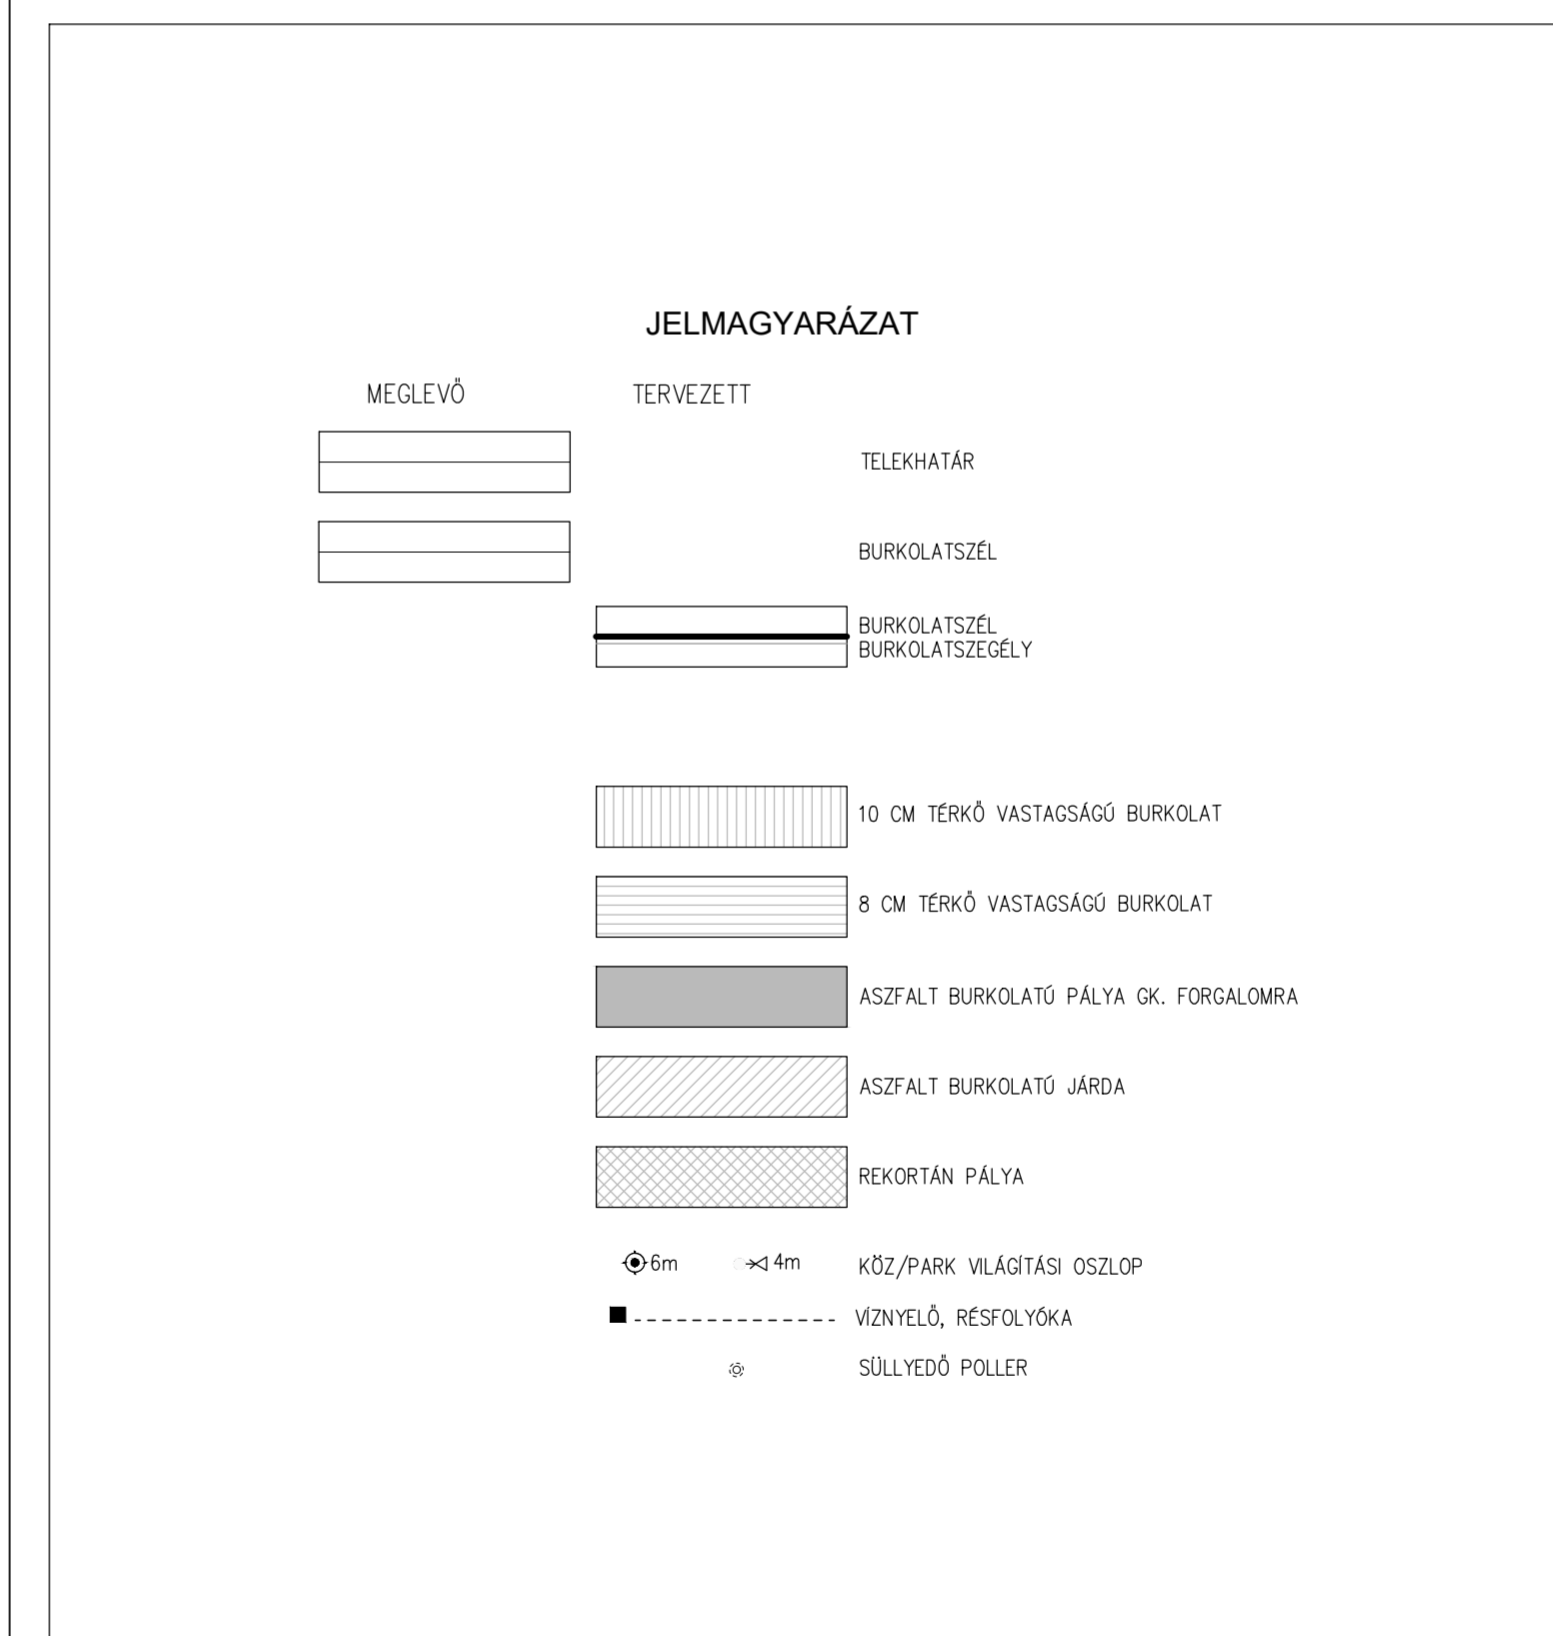 JELMAGYARÁZAT
MEGLEVŐ TERVEZETT
TELEKHATÁR
BURKOLATSZÉL
BURKOLATSZÉL
BURKOLATSZEGÉLY
10 CM TÉRKŐ VASTAGSÁGÚ BURKOLAT
8 CM TÉRKŐ VASTAGSÁGÚ BURKOLAT
ASZFALT BURKOLATÚ PÁLYA GK. FORGALOMRA
ASZFALT BURKOLATÚ JÁRDA
REKORTÁN PÁLYA
6m 4m KÖZ/PARK VILÁGÍTÁSI OSZLOP
VÍZNYELŐ, RÉSFOLYÓKA
SÜLLYEDŐ POLLER